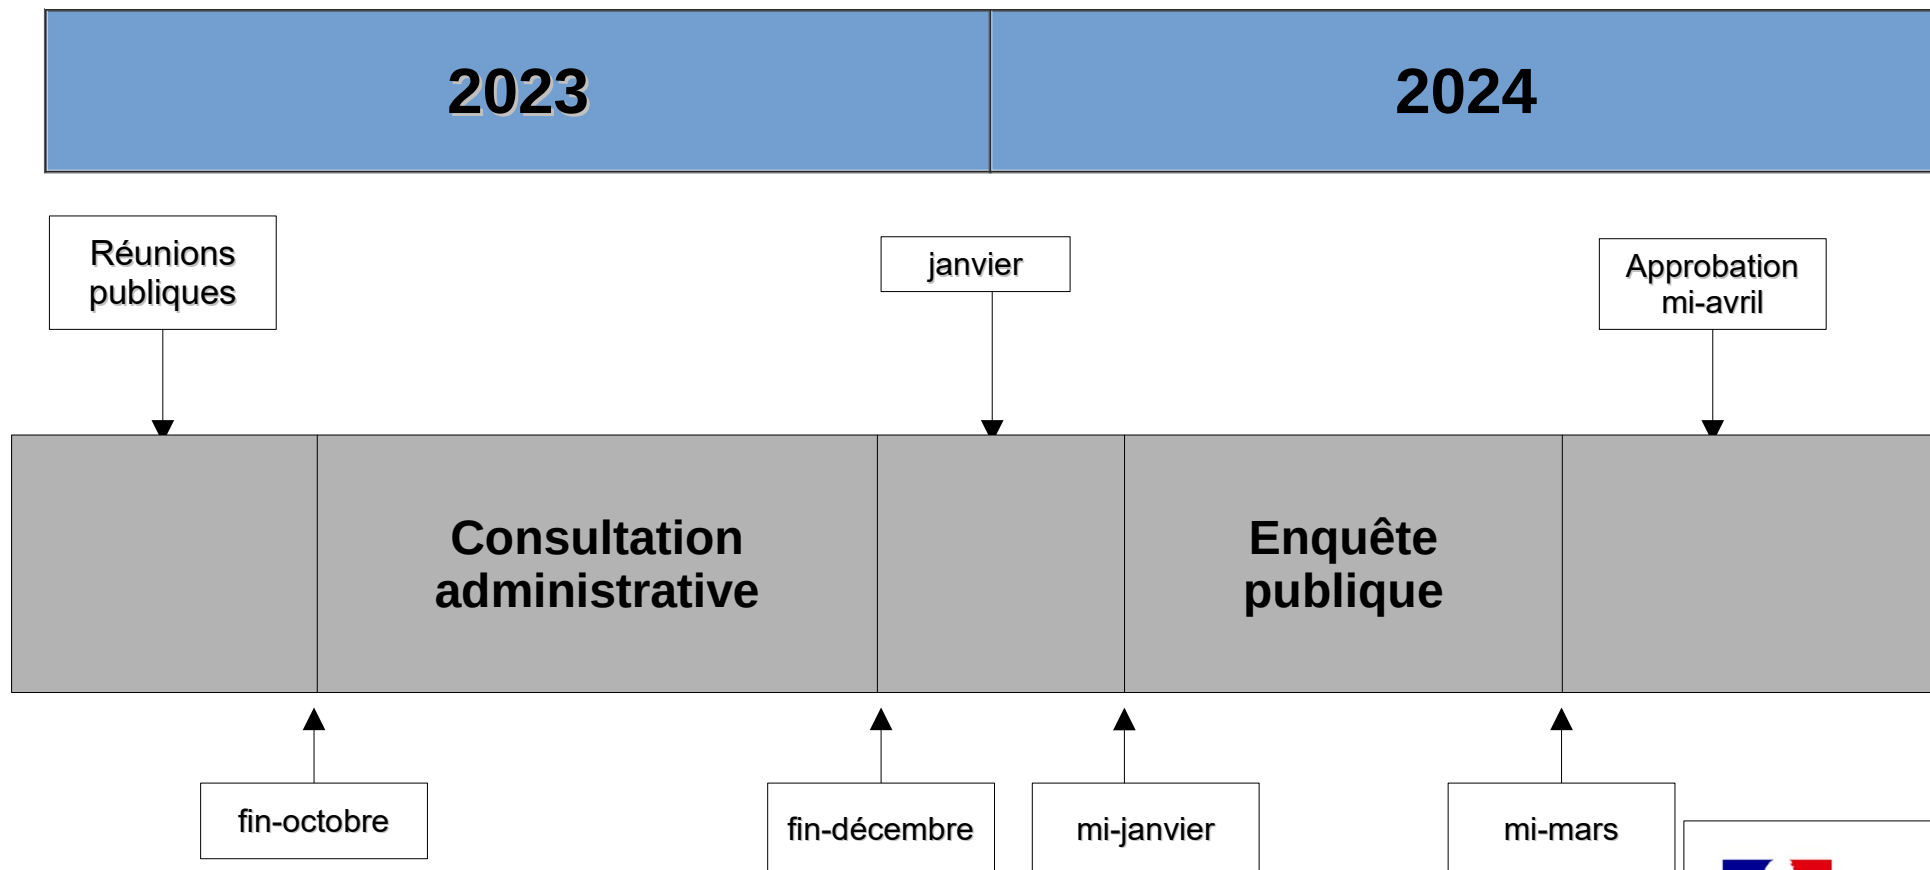 2023
2024
Réunions
publiques
janvier
Approbation
mi-avril
Consultation
administrative
Enquête
publique
fin-octobre
fin-décembre
mi-janvier
mi-mars